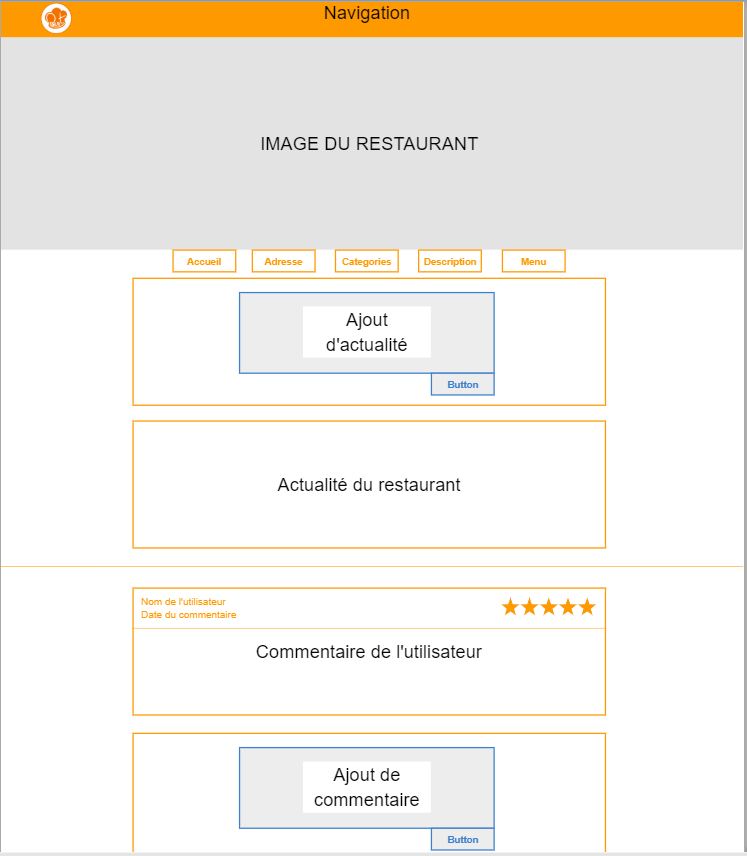 Navigation
IMAGE DU RESTAURANT
Accueil
Adresse
Categories
Description
Menu
Ajout
d'actualité
Button
Actualité du restaurant
Nom de l'utilisateur
Date du commentaire
Commentaire de l'utilisateur
Ajout de
commentaire
Button